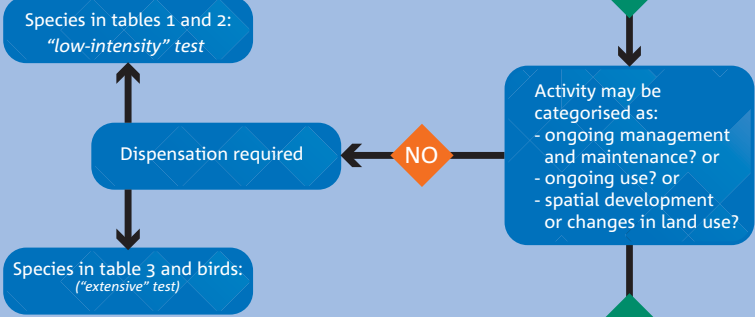 Species in tables 1 and 2:
“low-intensity” test
Dispensation required
Species in table 3 and birds:
(“extensive” test)
NO
Activity may be
categorised as:
- ongoing management
and maintenance? or
- ongoing use? or
- spatial development
or changes in land use?